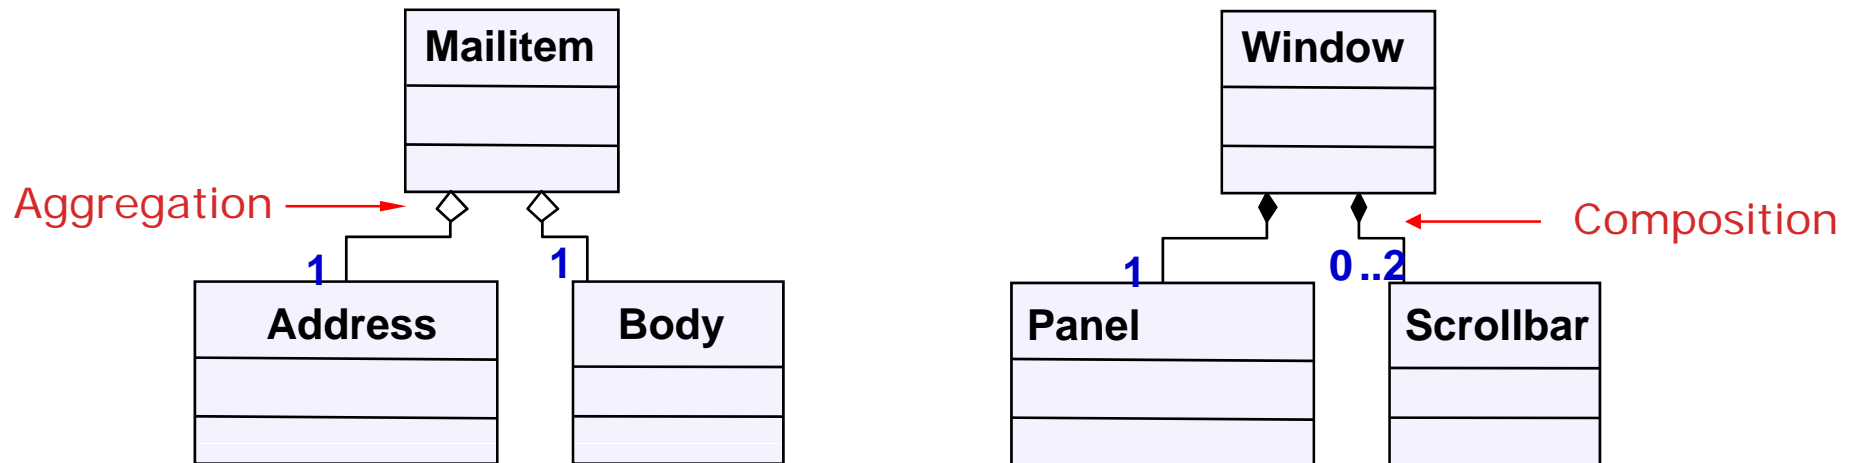 Mailitem
Window
Aggregation
Composition
1
1
1
0..2
Address
Body
Panel
Scrollbar